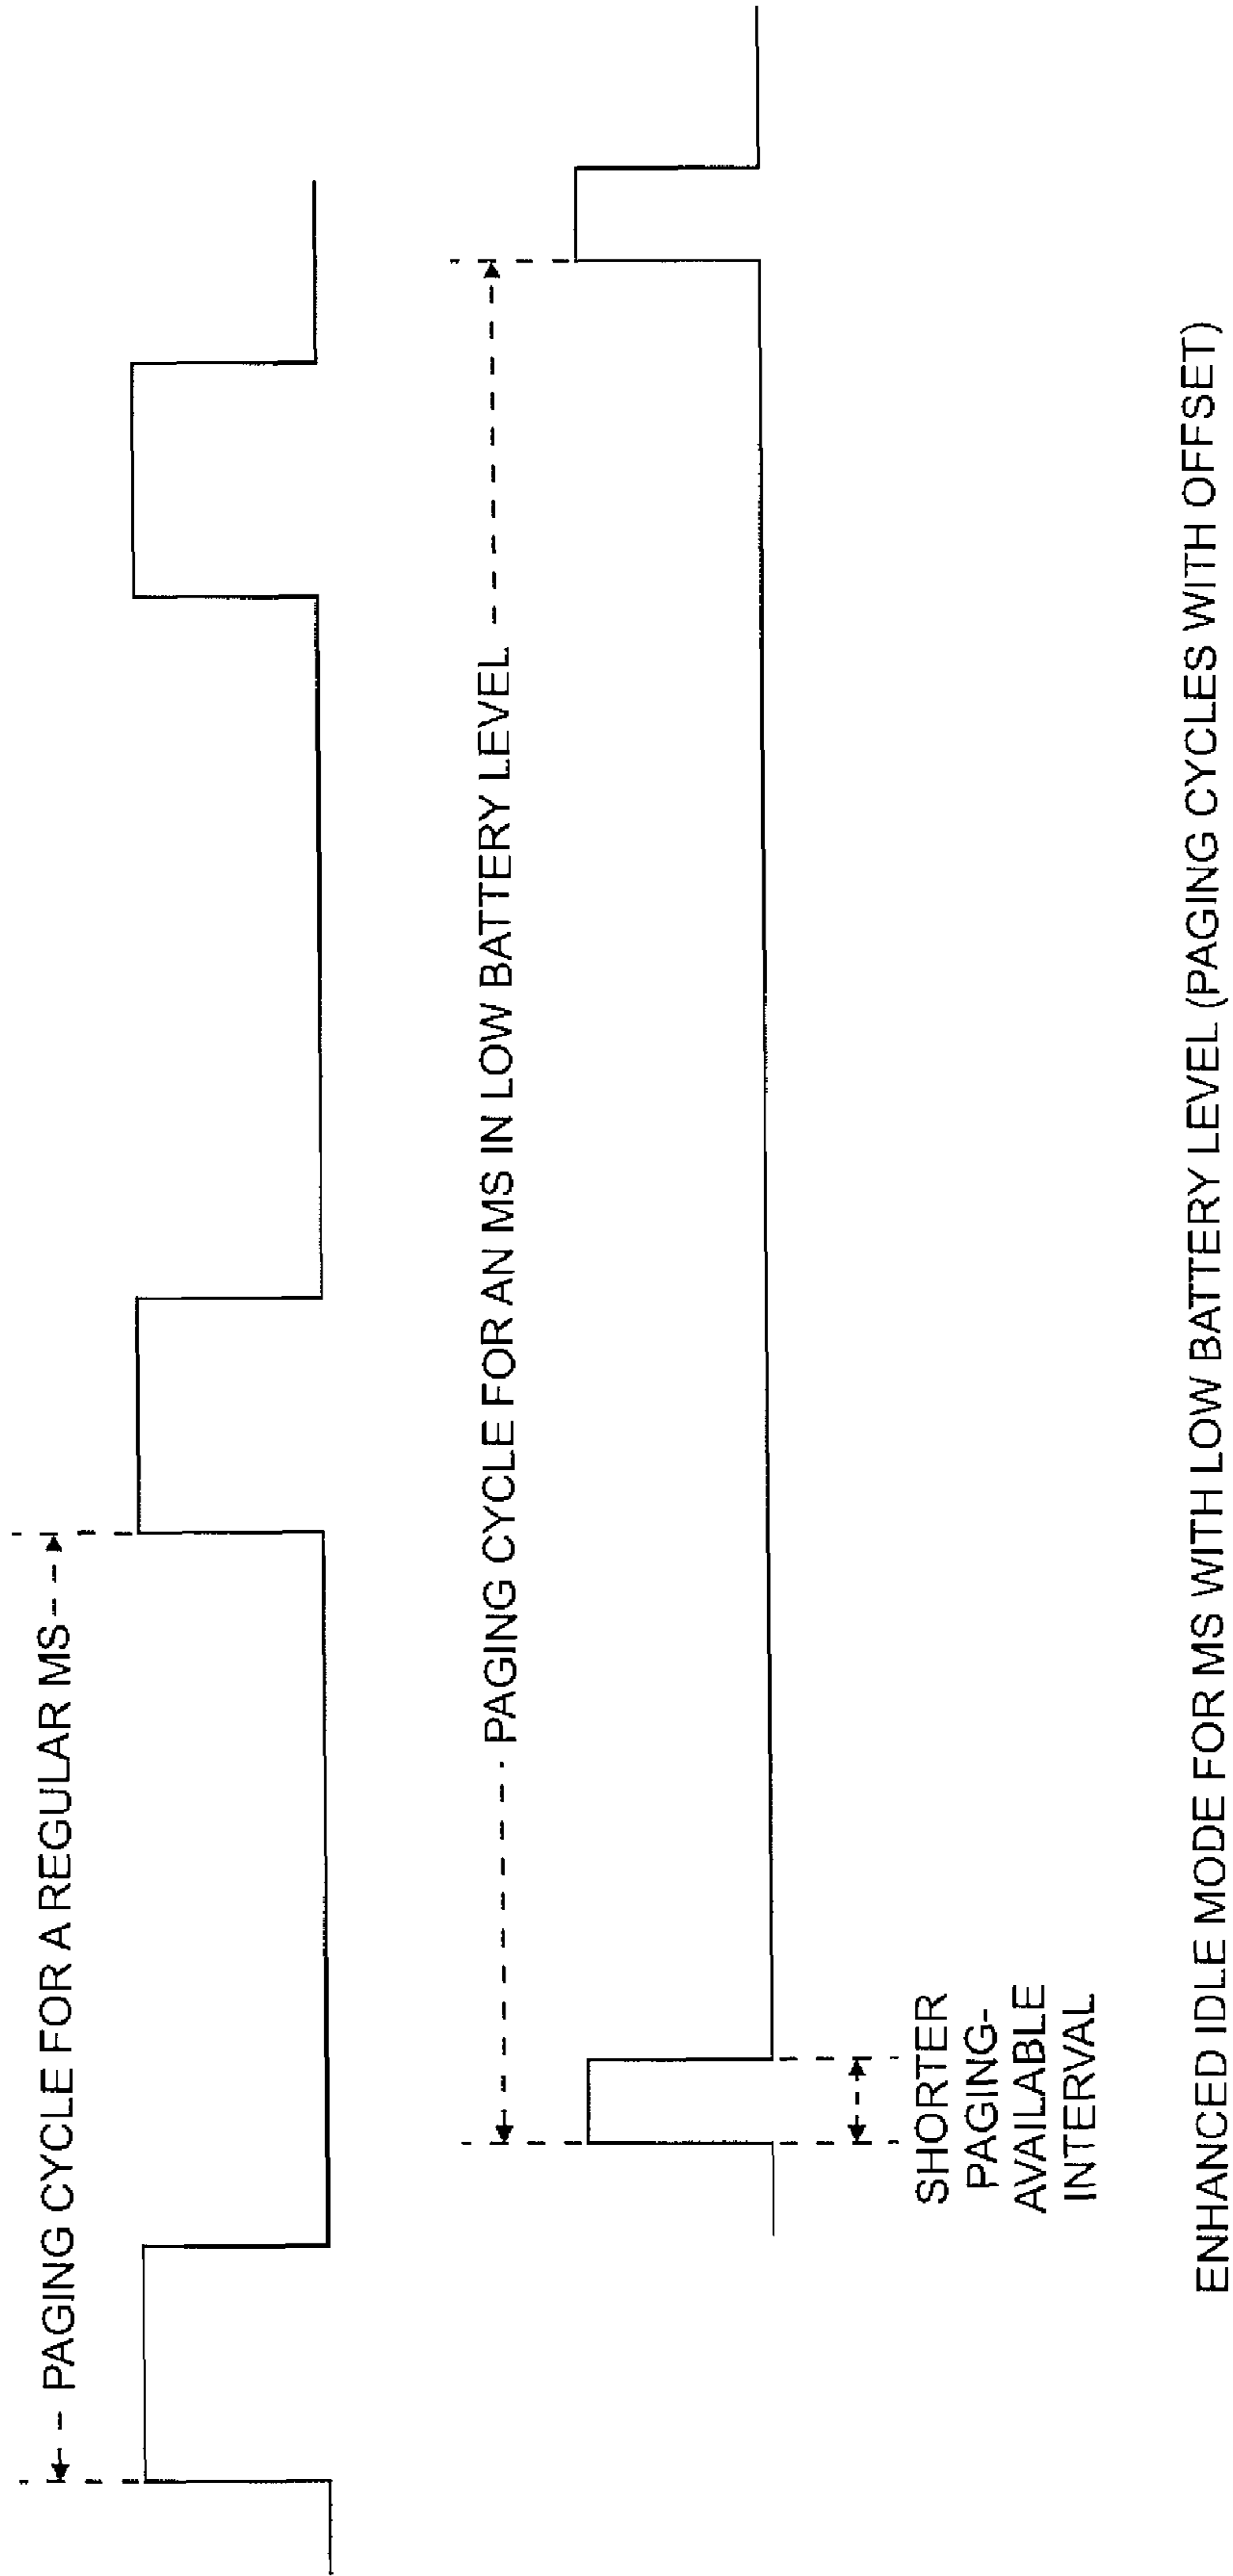 PAGING CYCLE FOR A REGULAR MS
PAGING CYCLE FOR AN MS IN LOW BATTERY LEVEL
SHORTER
PAGING-
AVAILABLE
INTERVAL
ENHANCED IDLE MODE FOR MS WITH LOW BATTERY LEVEL (PAGING CYCLES WITH OFFSET)